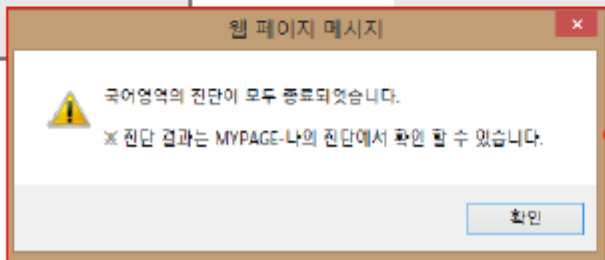 웹 페이지 메시지
국어영역의 진단이 모두 종료되엇습니다.
※ 진단 결과는 MYPAGE-나의 진단에서 확인 할 수 있습니다.
확인